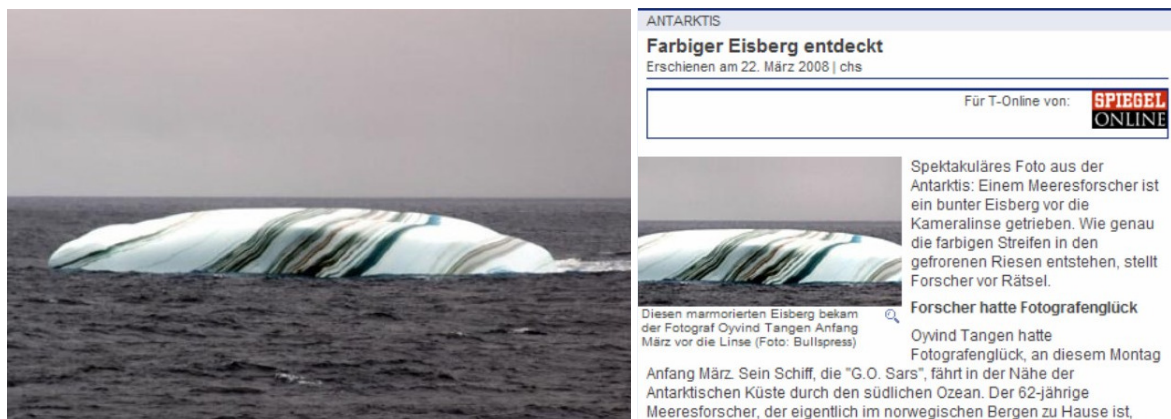 ANTARKTIS
Farbiger Eisberg entdeckt
Erschienen am 22. März 2008 | chs
Für T-Online von:
SPIEGEL
ONLINE
Spektakuläres Foto aus der
Antarktis: Einem Meeresforscher ist
ein bunter Eisberg vor die
Kameralinse getrieben. Wie genau
die farbigen Streifen in den
gefrorenen Riesen entstehen, stellt
Forscher vor Rätsel.
Diesen marmorierten Eisberg bekam
der Fotograf Oyvind Tangen Anfang
März vor die Linse (Foto: Bullspress)
Forscher hatte Fotografenglück
Oyvind Tangen hatte
Fotografenglück, an diesem Montag
Anfang März. Sein Schiff, die "G.O. Sars", fährt in der Nähe der
Antarktischen Küste durch den südlichen Ozean. Der 62-jährige
Meeresforscher, der eigentlich im norwegischen Bergen zu Hause ist,